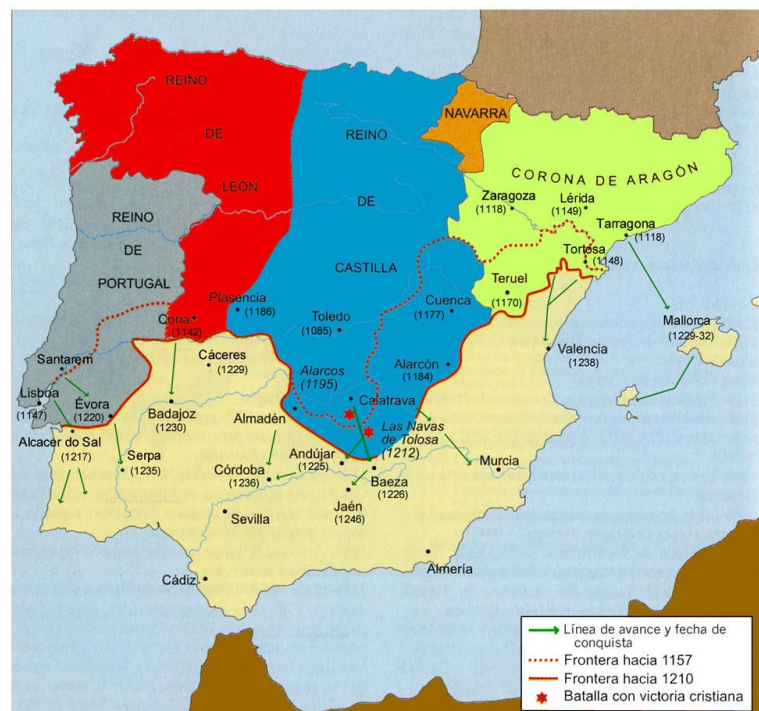 REINO
DE
LEÓN
REINO
DE
CASTILLA
NAVARRA
CORONA DE ARAGÓN
REINO
DE
PORTUGAL
Zaragoza
(1118)
Lérida
(1149)
Tarragona
(1118)
Tortosa
(1148)
Teruel
(1170)
Plasencia
(1186)
Coria
(1142)
Toledo
(1085)
Cuenca
(1177)
Mallorca
(1229-32)
Valencia
(1238)
Santarem
Lisboa
(1147)
Évora
(1220)
Alcacer do Sal
(1217)
Cáceres
(1229)
Badajoz
(1230)
Alarcos
(1195)
Alarcón
(1184)
Calatrava
Almadén
Las Navas
de Tolosa
(1212)
Serpa
(1235)
Córdoba
(1236)
Andújar
(1225)
Baeza
(1226)
Jaén
(1246)
Murcia
Sevilla
Cádiz
Almería
Línea de avance y fecha de
conquista
Frontera hacia 1157
Frontera hacia 1210
Batalla con victoria cristiana